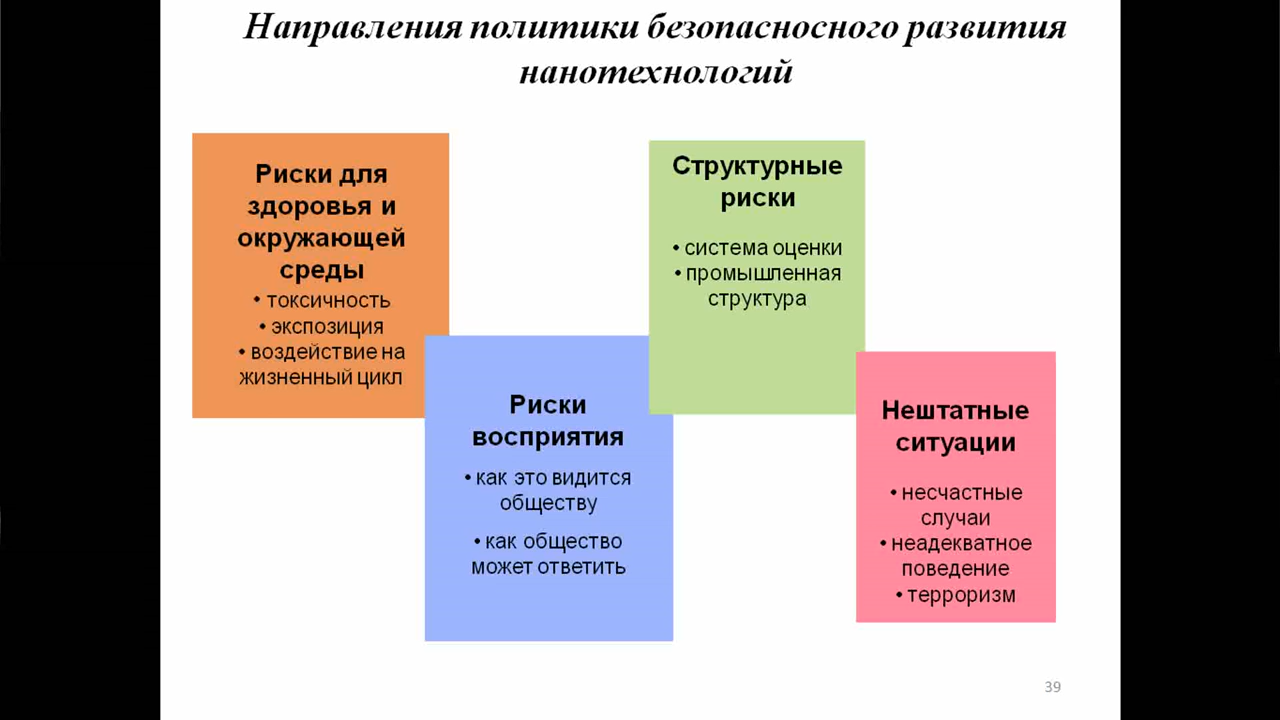 Направления политики безопасносного развития
нанотехнологий
Риски для
здоровья и
окружающей
среды
• токсичность
• экспозиция
• воздействие на
жизненный цикл
Риски
восприятия
• как это видится
обществу
• как общество
может ответить
Структурные
риски
• система оценки
• промышленная
структура
Нештатные
ситуации
• несчастные
случаи
• неадекватное
поведение
• терроризм
39